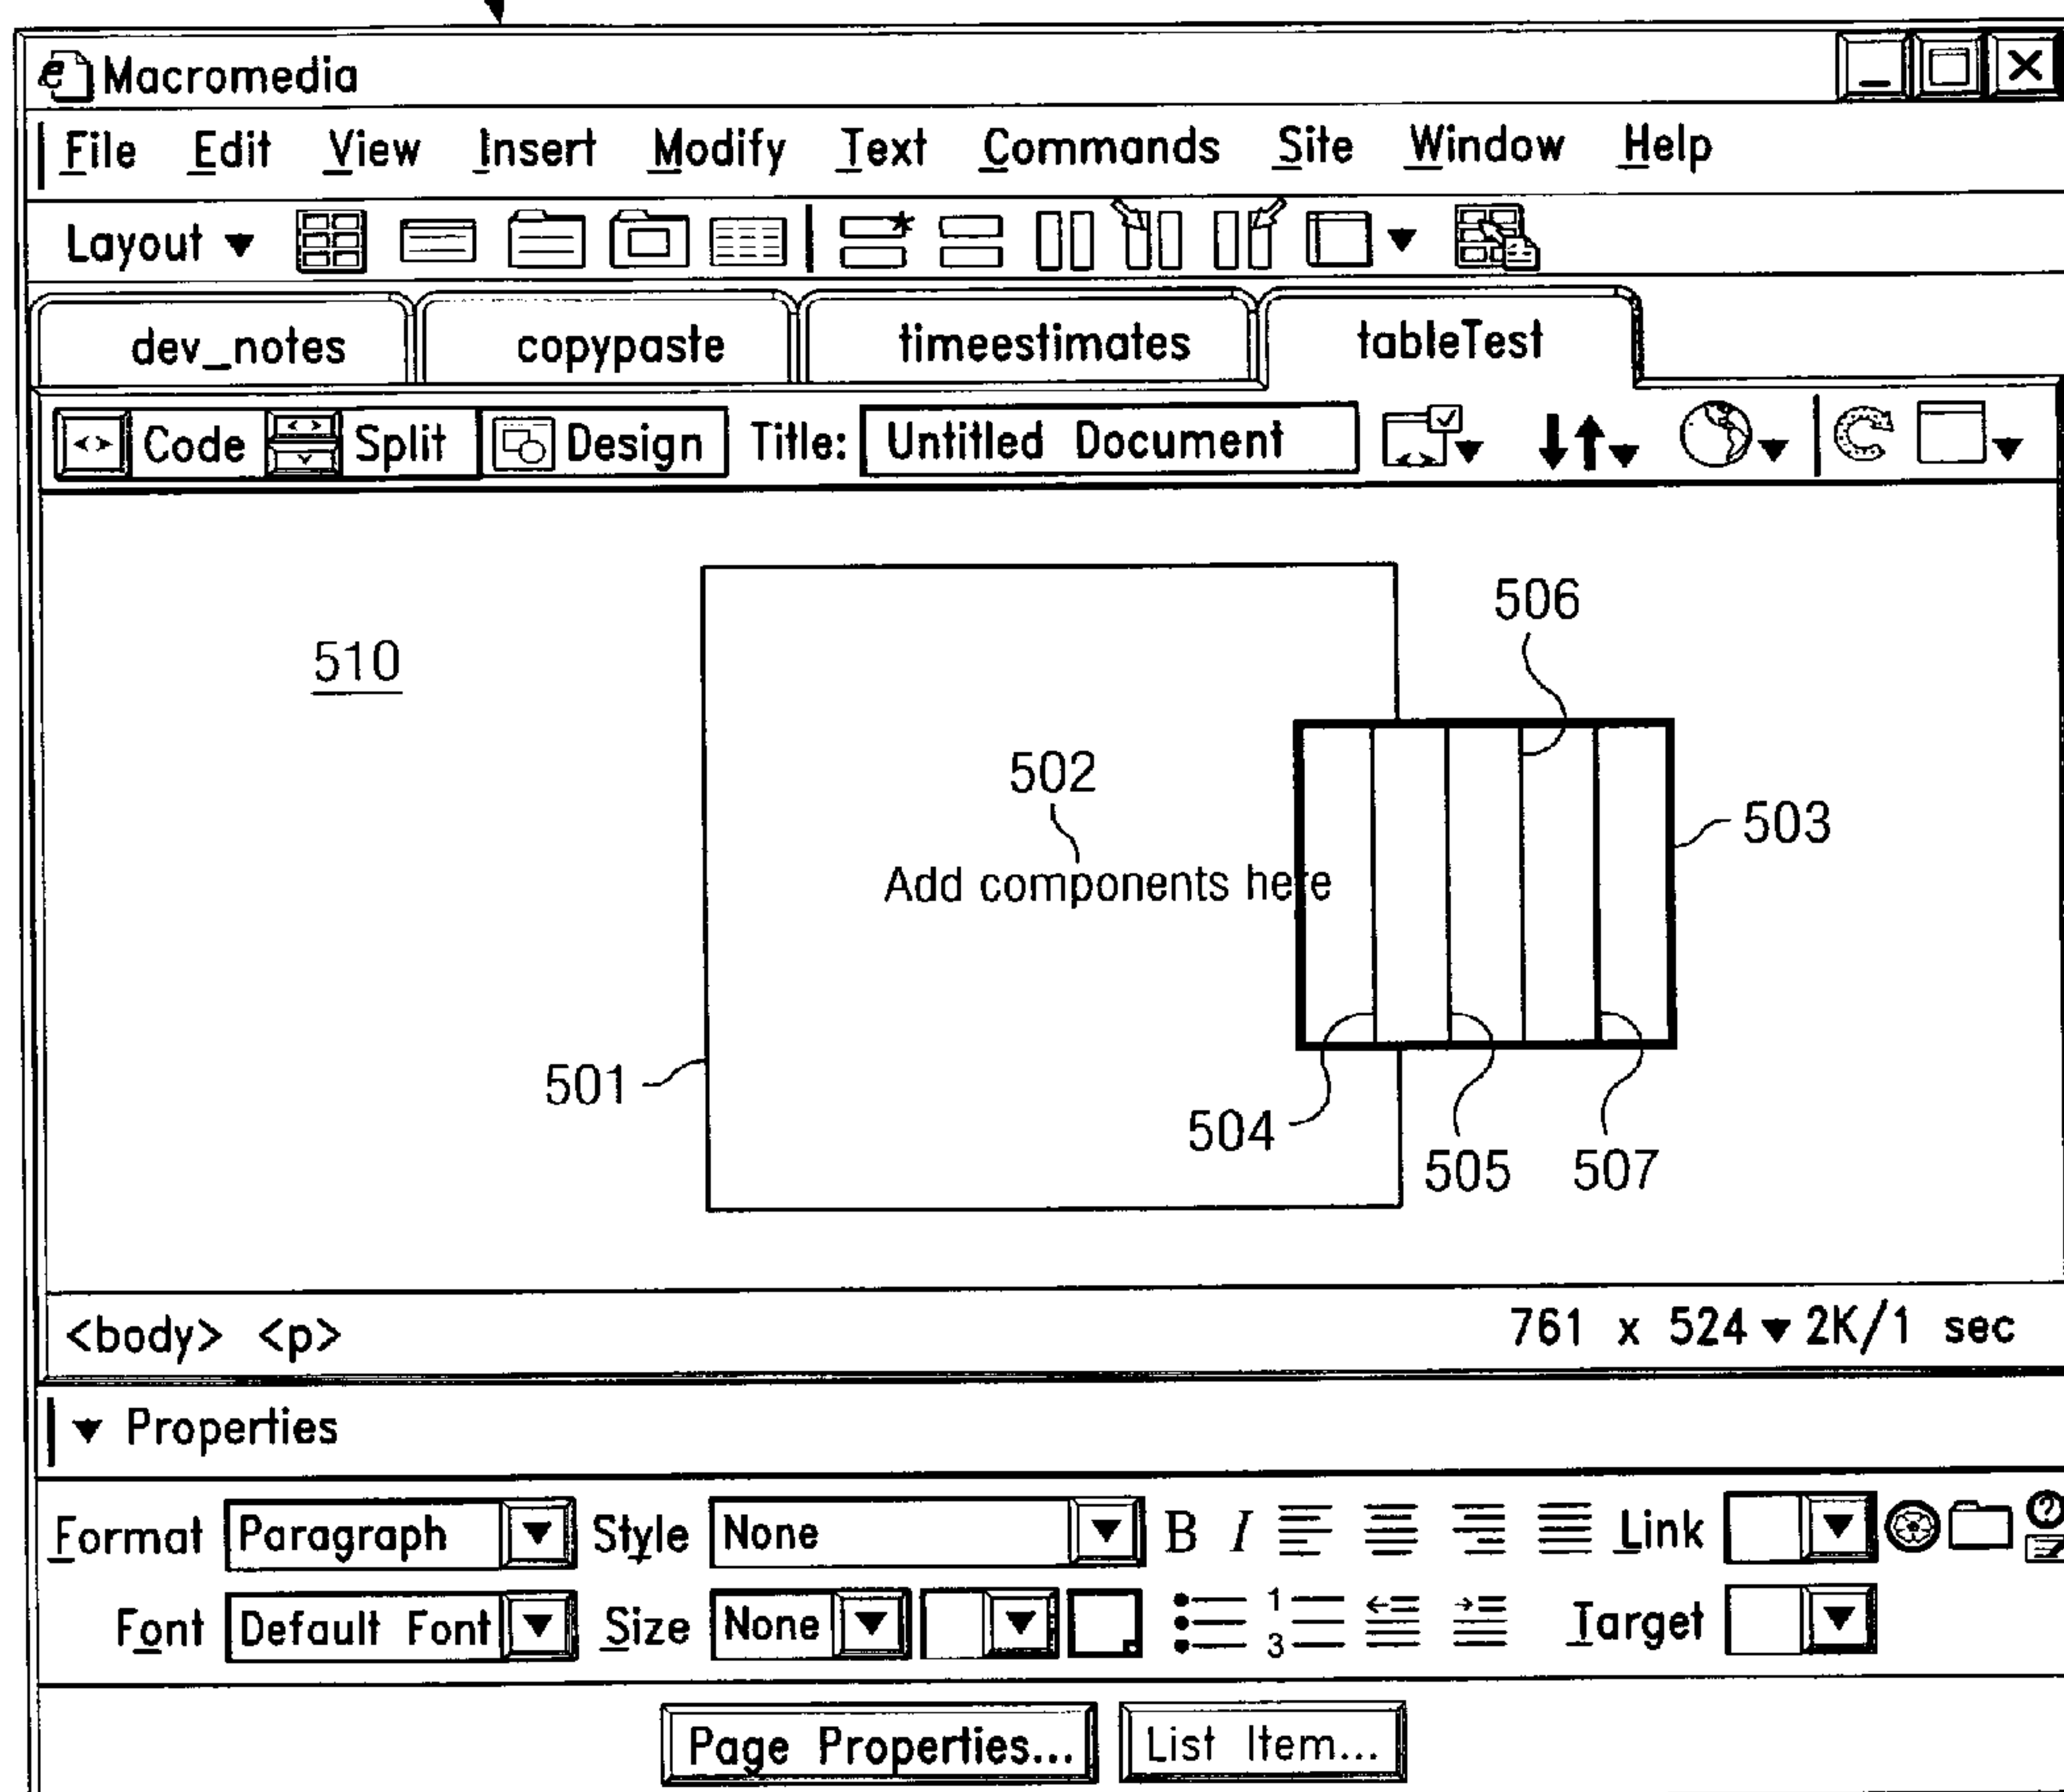 Macromedia
File Edit View Insert Modify Text Commands Site Window Help
Layout
dev_notes copypaste timeestimates tableTest
Code Split Design Title: Untitled Document
506
510
502
503
Add components here
501
504
505 507
<body> <p> 761 x 524 2K/1 sec
Properties
Format Paragraph Style None B I Link
Font Default Font Size None 1 3 Target
Page Properties... List Item...